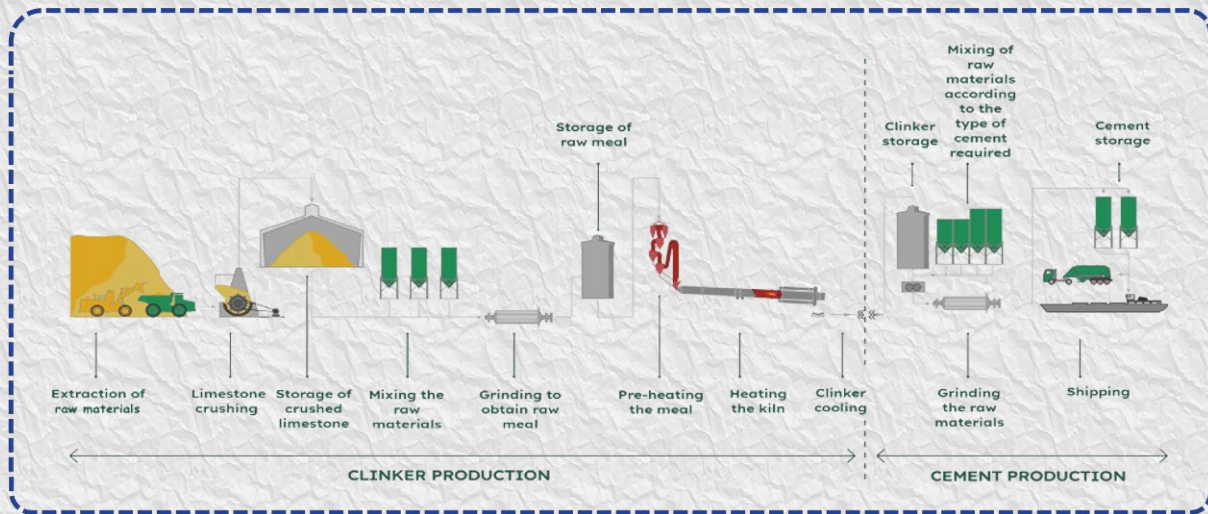 Mixing of
raw
materials
according
to the
type of
cement
required
Storage of
raw meal
Clinker
storage
Cement
storage
Extraction of
raw materials
Limestone
crushing
Storage of
crushed
limestone
Mixing the
raw
materials
Grinding to
obtain raw
meal
Pre-heating
the meal
Heating
the kiln
Clinker
cooling
Grinding
the raw
materials
Shipping
CLINKER PRODUCTION
CEMENT PRODUCTION